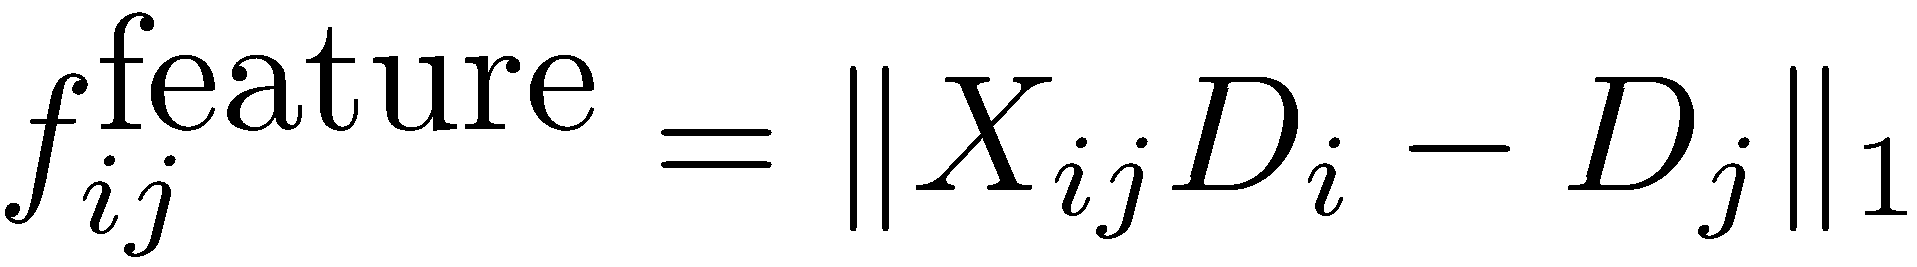 f_{ij}^{feature} = \|X_{ij} D_i - D_j\|_1